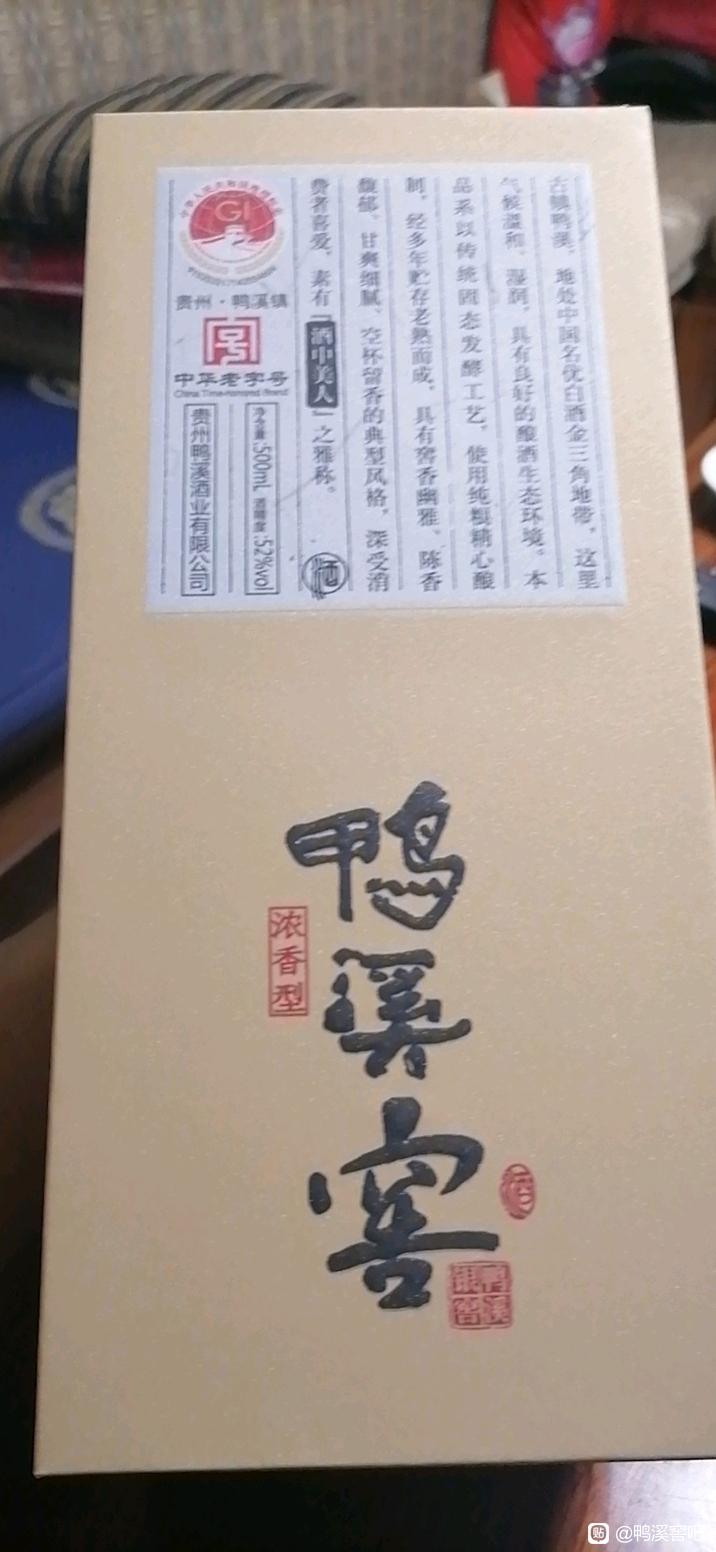 古镇鸭溪，地处中国名优白酒金三角地带，这里
气候温和、湿润，具有良好的酿酒生态环境。本
品系以传统固态发酵工艺，使用纯粮精心酿
制，经多年贮存老熟而成，具有窖香幽雅、陈香
馥郁、甘爽细腻、空杯留香的典型风格，深受消
费者喜爱，素有「酒中美人」之雅称。
酒
GI
贵州·鸭溪镇
中华老字号
China Time-honored Brand
净含量:500mL 酒精度:52%vol
贵州鸭溪酒业有限公司
鸭溪窖
浓香型
酒
贴 @鸭溪窖吧